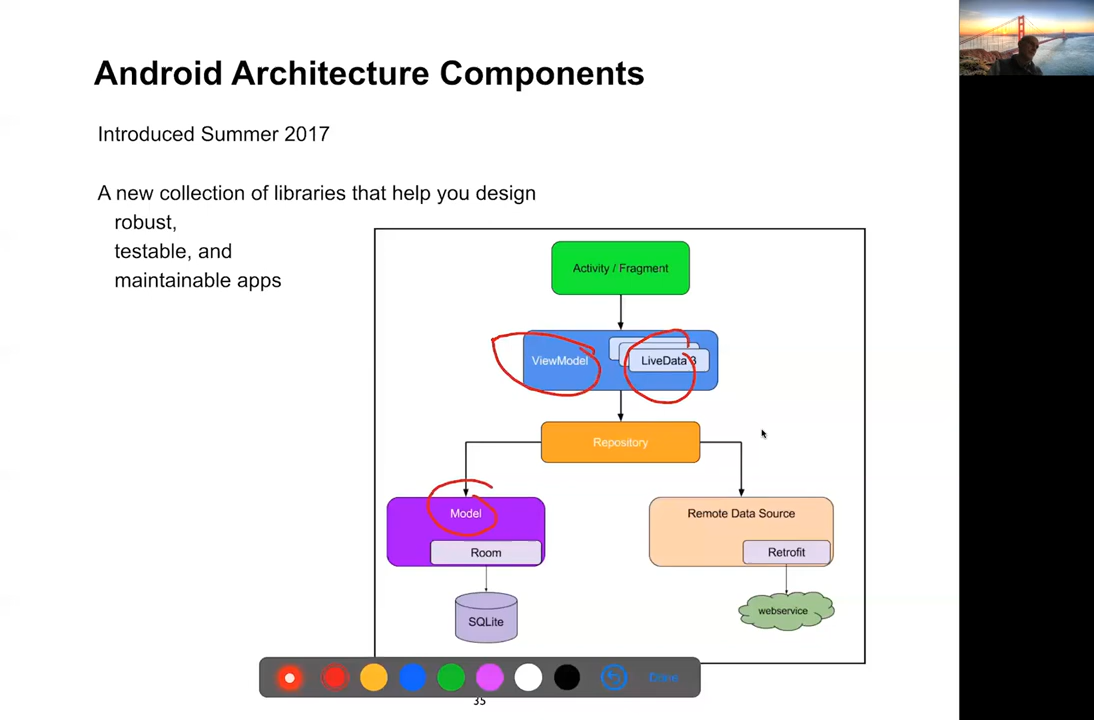 Android Architecture Components
Introduced Summer 2017
A new collection of libraries that help you design
robust,
testable, and
maintainable apps
Activity / Fragment
ViewModel
LiveData 3
Repository
Model
Room
SQLite
Remote Data Source
Retrofit
webservice
Done
35